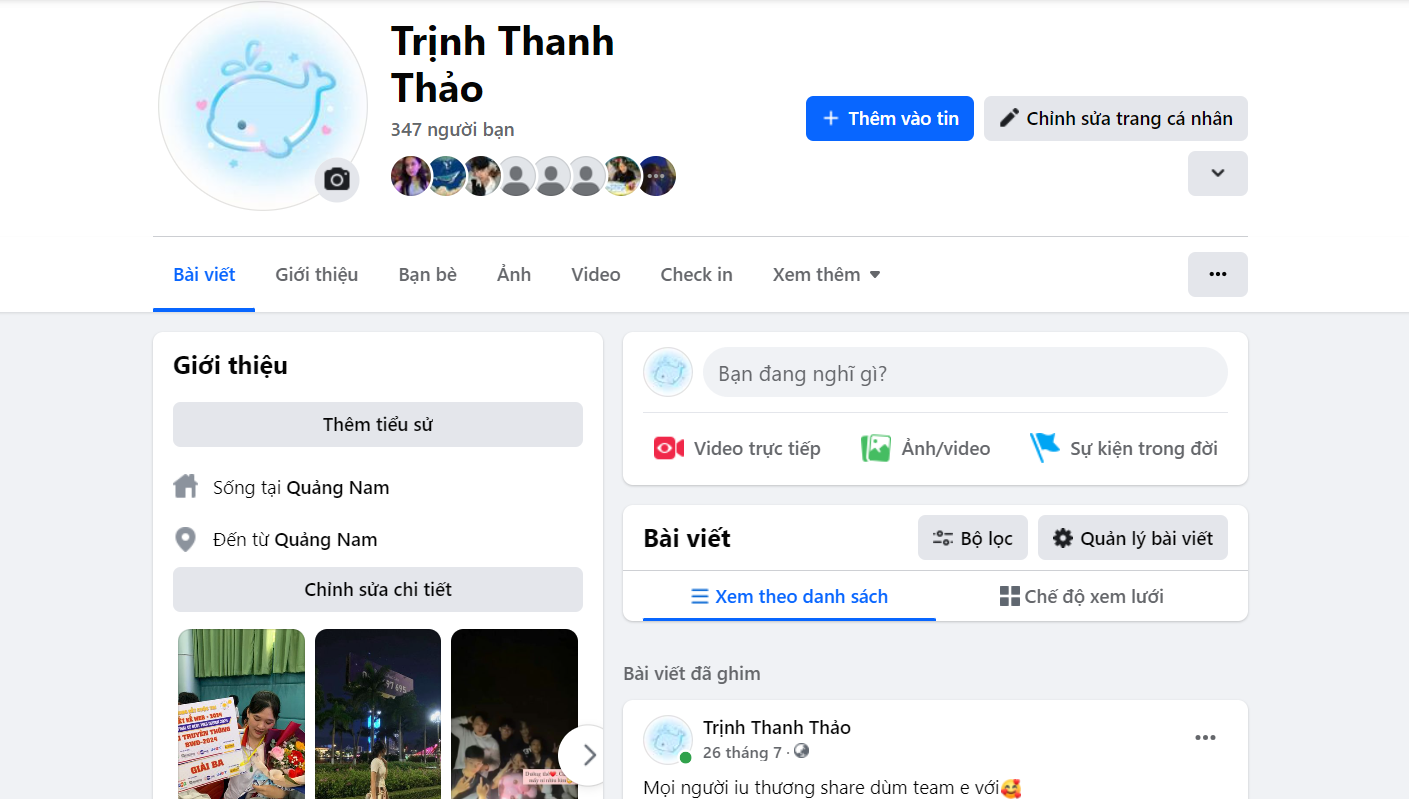 Trịnh Thanh
Thảo
347 người bạn
Thêm vào tin
Chỉnh sửa trang cá nhân
Bài viết
Giới thiệu
Bạn bè
Ảnh
Video
Check in
Xem thêm
Giới thiệu
Thêm tiểu sử
Sống tại Quảng Nam
Đến từ Quảng Nam
Chỉnh sửa chi tiết
TRUYỀN THÔNG
BWD-2024
GIẢI BA
Bạn đang nghĩ gì?
Video trực tiếp
Ảnh/video
Sự kiện trong đời
Bài viết
Bộ lọc
Quản lý bài viết
Xem theo danh sách
Chế độ xem lưới
Bài viết đã ghim
Trịnh Thanh Thảo
26 tháng 7 ·
Mọi người iu thương share dùm team e với🥰